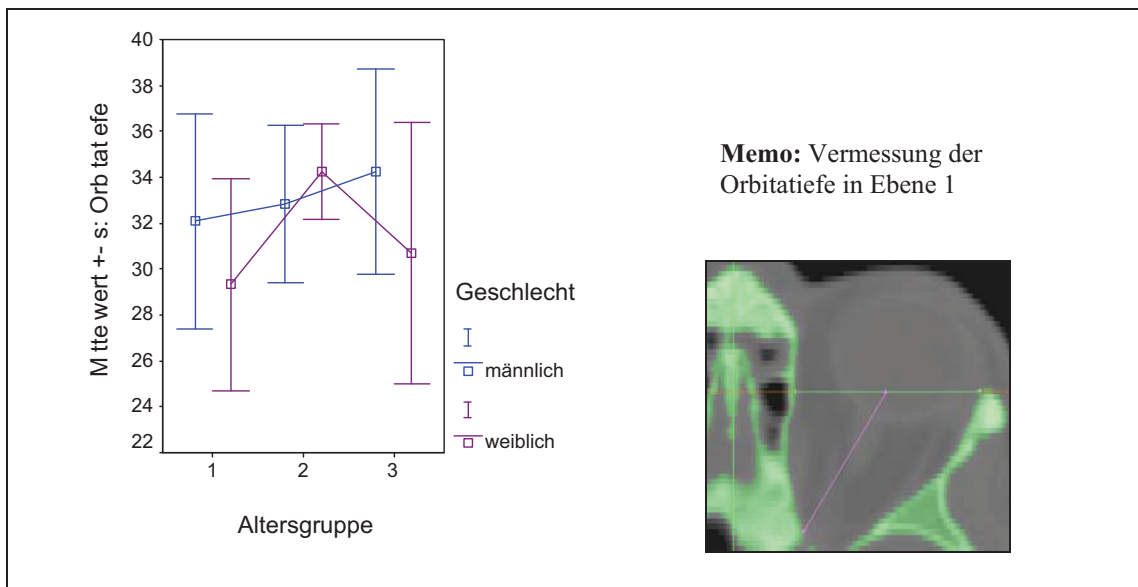 40
38
36
34
32
30
28
26
24
22
M tte wert +- s: Orb tat efe
1 2 3
Altersgruppe
Geschlecht
männlich
weiblich
Memo: Vermessung der
Orbitatiefe in Ebene 1